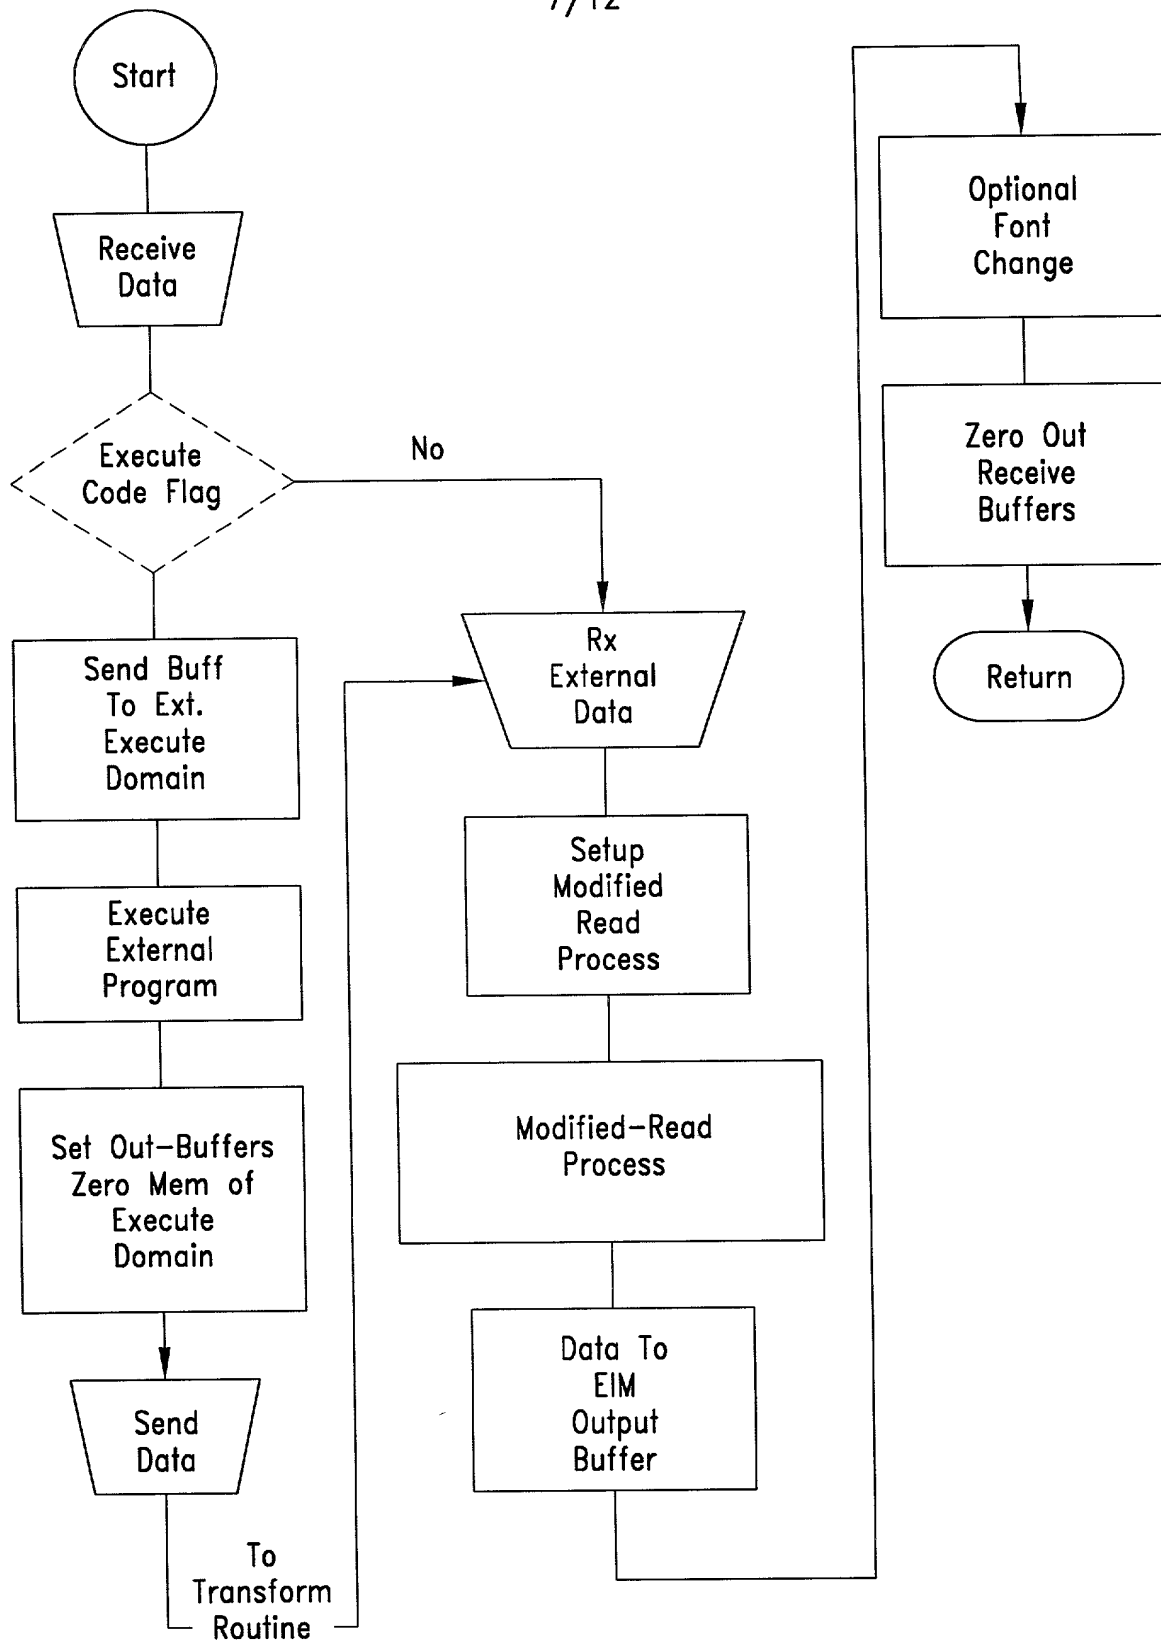 Start
Receive
Data
Execute
Code Flag
No
Send Buff
To Ext.
Execute
Domain
Execute
External
Program
Set Out-Buffers
Zero Mem of
Execute
Domain
Send
Data
To
Transform
Routine
Rx
External
Data
Setup
Modified
Read
Process
Modified-Read
Process
Data To
EIM
Output
Buffer
Optional
Font
Change
Zero Out
Receive
Buffers
Return